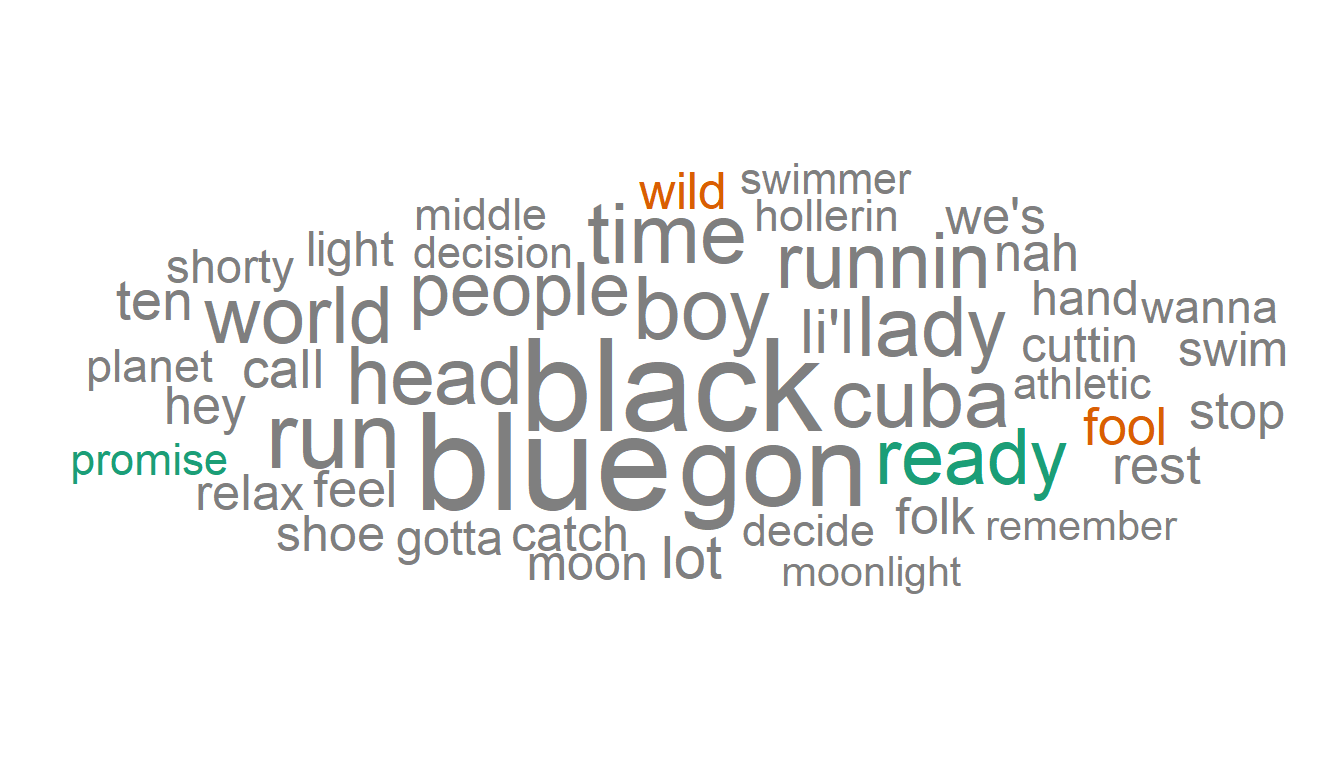 wild swimmer
middle time hollerin we's
light decision runnin nah
shorty people boy hand wanna
ten world li'l lady cuttin swim
planet call head black cuba athletic
hey run blue gon ready fool stop
promise relax feel rest
shoe gotta catch decide folk remember
moon lot moonlight